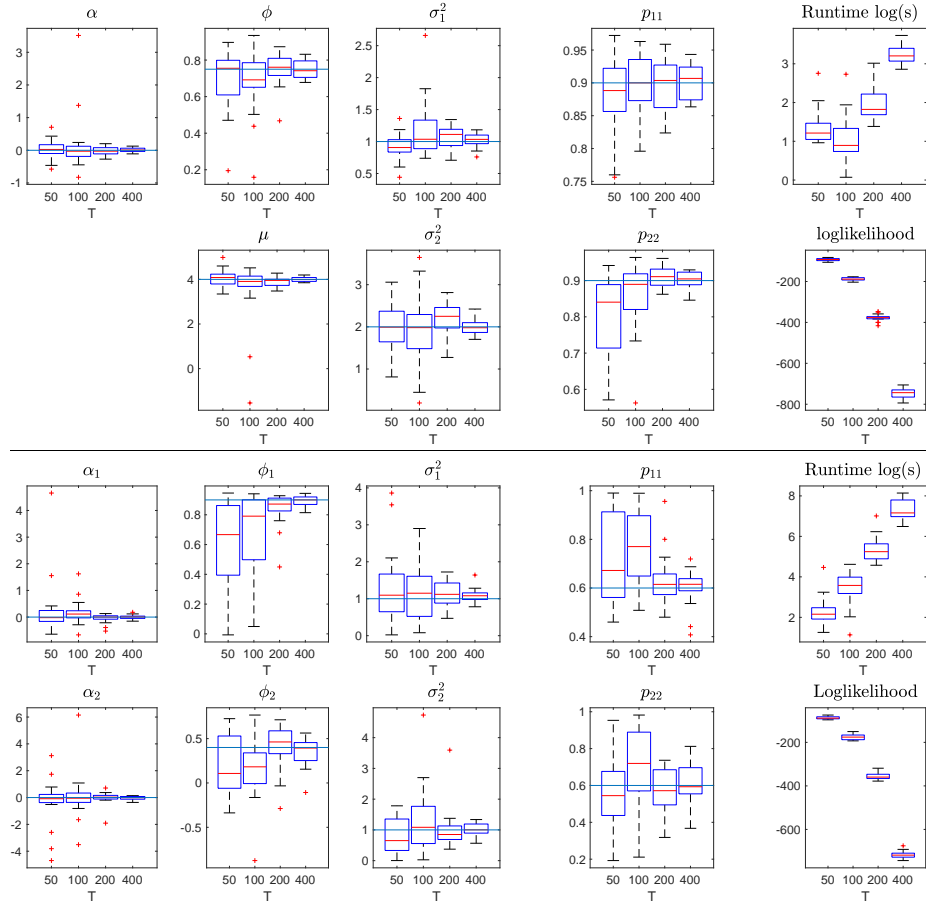 α
φ
σ₁²
p₁₁
Runtime log(s)
3
2
1
0
-1
0.8
0.6
0.4
0.2
2.5
2
1.5
1
0.5
0.95
0.9
0.85
0.8
0.75
3
2
1
0
50 100 200 400
50 100 200 400
50 100 200 400
50 100 200 400
50 100 200 400
T
T
T
T
T
μ
σ₂²
p₂₂
loglikelihood
4
2
0
3
2
1
0.9
0.8
0.7
0.6
-200
-400
-600
-800
50 100 200 400
50 100 200 400
50 100 200 400
50 100 200 400
T
T
T
T
α₁
φ₁
σ₁²
p₁₁
Runtime log(s)
4
2
0
0.8
0.6
0.4
0.2
0
4
3
2
1
0
1
0.8
0.6
0.4
8
6
4
2
50 100 200 400
50 100 200 400
50 100 200 400
50 100 200 400
50 100 200 400
T
T
T
T
T
α₂
φ₂
σ₂²
p₂₂
Loglikelihood
6
4
2
0
-2
-4
0.5
0
-0.5
4
3
2
1
0
1
0.8
0.6
0.4
0.2
-200
-400
-600
50 100 200 400
50 100 200 400
50 100 200 400
50 100 200 400
50 100 200 400
T
T
T
T
T